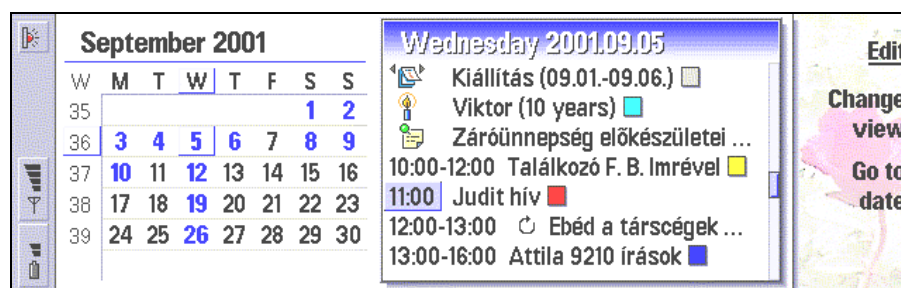 September 2001
W M T W T F S S
35 1 2
36 3 4 5 6 7 8 9
37 10 11 12 13 14 15 16
38 17 18 19 20 21 22 23
39 24 25 26 27 28 29 30
Wednesday 2001.09.05
Kiállítás (09.01.-09.06.)
Viktor (10 years)
Záróünnepség elõkészületei ...
10:00-12:00 Találkozó F. B. Imrével
11:00 Judit hív
12:00-13:00 Ebéd a társcégek ...
13:00-16:00 Attila 9210 írások
Edit
Change
view
Go to
date